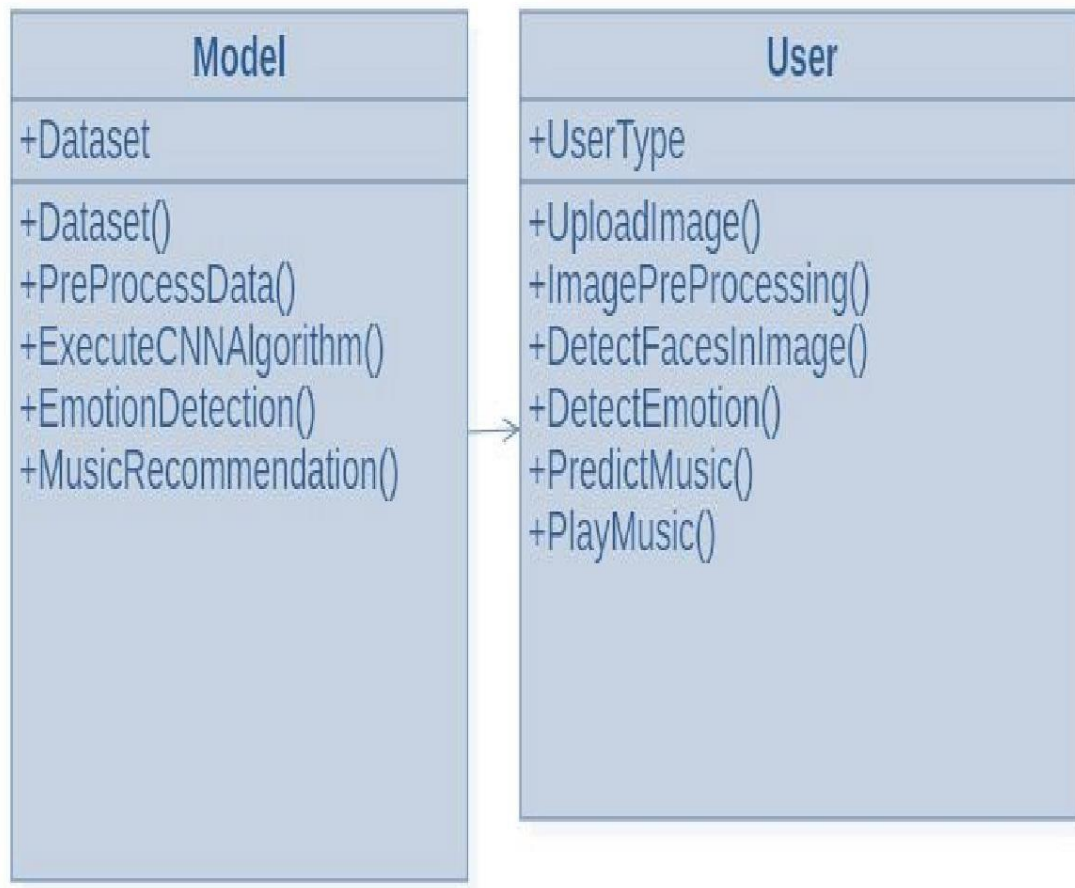 Model
+Dataset
+Dataset()
+PreProcessData()
+ExecuteCNNAlgorithm()
+EmotionDetection()
+MusicRecommendation()
User
+UserType
+UploadImage()
+ImagePreProcessing()
+DetectFacesInImage()
+DetectEmotion()
+PredictMusic()
+PlayMusic()